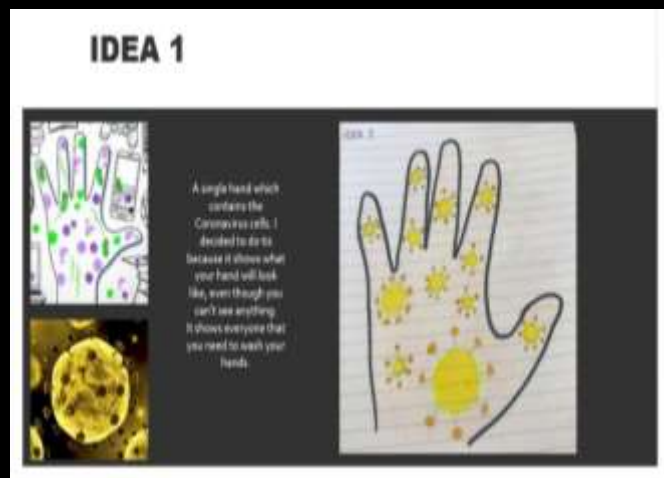 IDEA 1
A single hand which
contains the
Coronavirus cells. I
decided to do tis
because it shows what
your hand will look
like, even though you
can't see anything.
It shows everyone that
you need to wash your
hands.